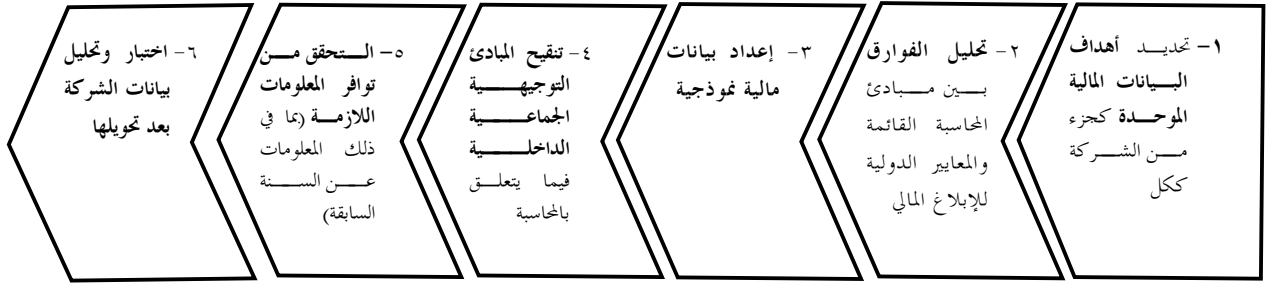 ١- تحديد أهداف
البيانات المالية
الموحدة كجزء
من الشركة
ككل
٢- تحليل الفوارق
بين مبادئ
المحاسبة القائمة
والمعايير الدولية
للإبلاغ المالي
٣- إعداد بيانات
مالية نموذجية
٤- تنقيح المبادئ
التوجيهية
الجماعية
الداخلية
فيما يتعلق
بالمحاسبة
٥- التحقق من
توافر المعلومات
اللازمة (بما في
ذلك المعلومات
عن السنة
السابقة)
٦- اختبار وتحليل
بيانات الشركة
بعد تحويلها